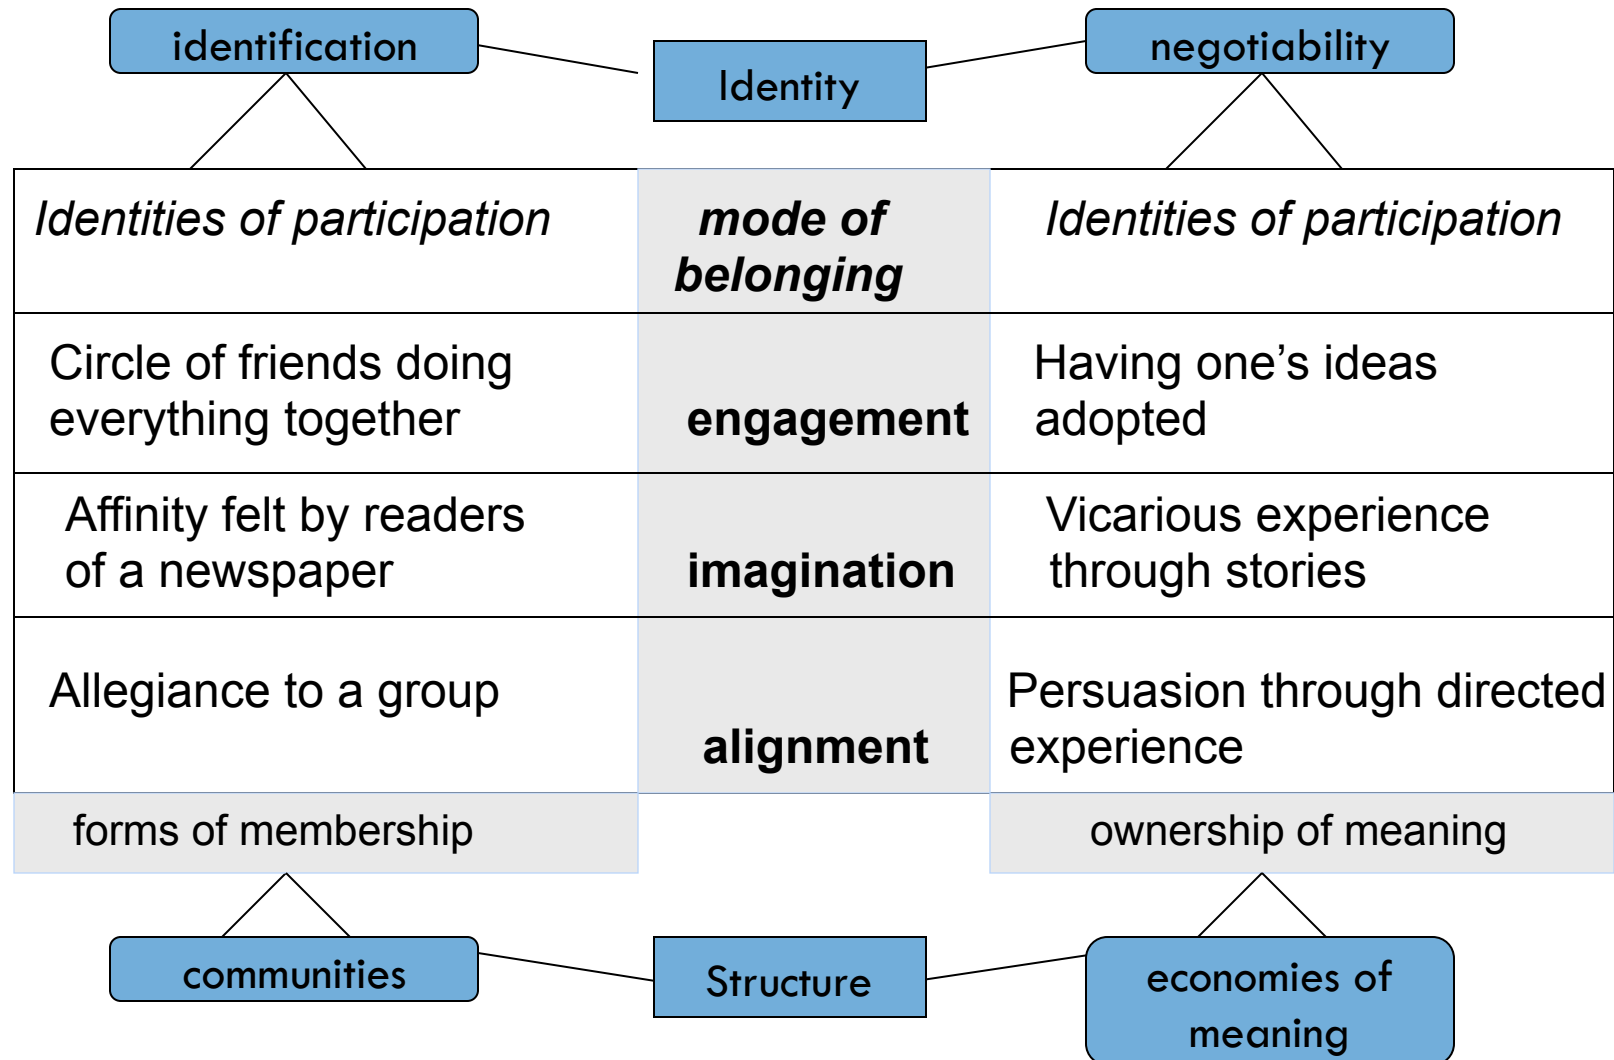 identification
Identity
negotiability
Identities of participation
mode of
belonging
Identities of participation
Circle of friends doing
everything together
engagement
Having one’s ideas
adopted
Affinity felt by readers
of a newspaper
imagination
Vicarious experience
through stories
Allegiance to a group
alignment
Persuasion through directed
experience
forms of membership
ownership of meaning
communities
Structure
economies of
meaning